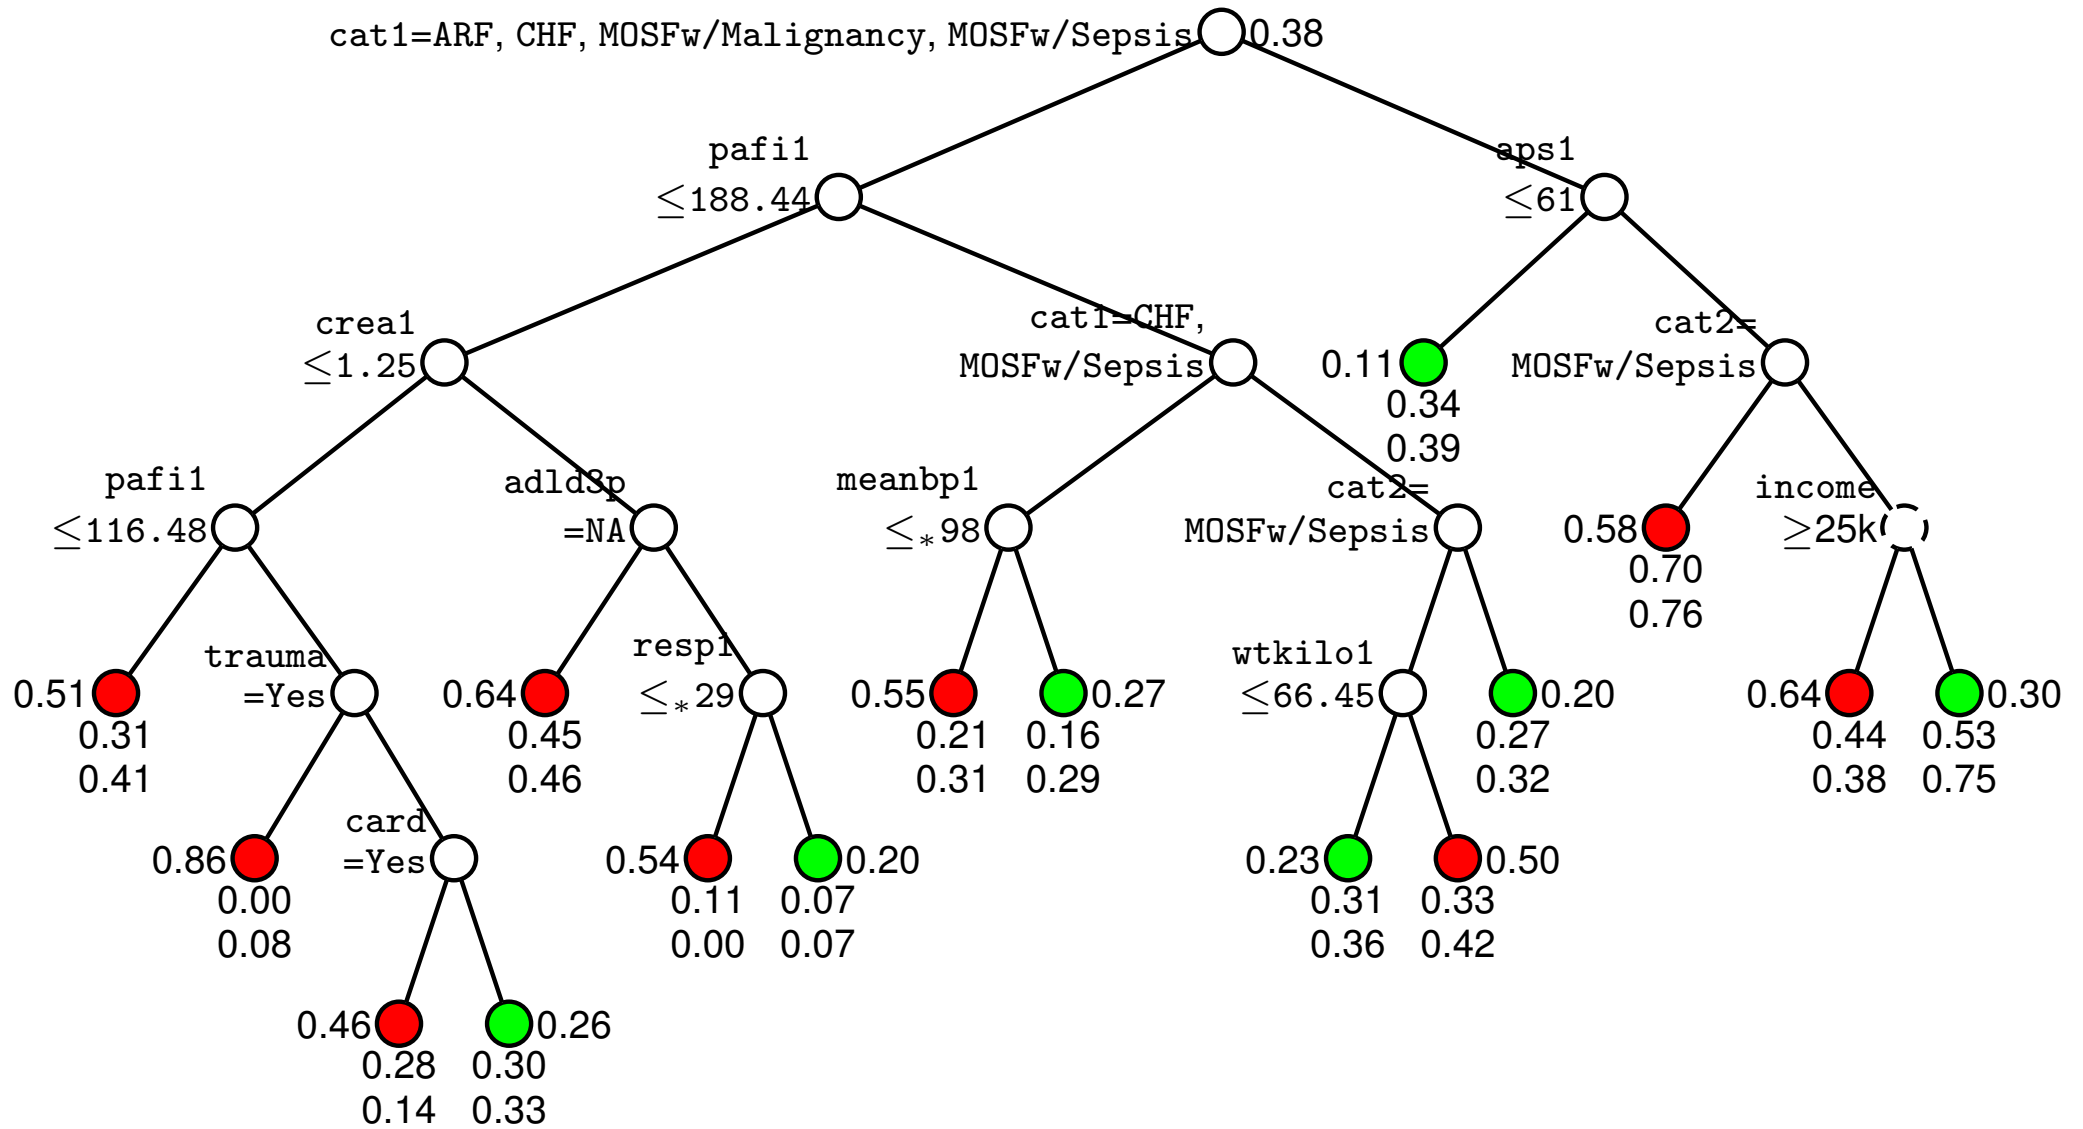 cat1=ARF, CHF, MOSFw/Malignancy, MOSFw/Sepsis 0.38
pafi1
≤188.44
aps1
≤61
crea1
≤1.25
cat1=CHF,
MOSFw/Sepsis
0.11
0.34
0.39
cat2=
MOSFw/Sepsis
pafi1
≤116.48
adld3p
=NA
meanbp1
≤*98
cat2=
MOSFw/Sepsis
0.58
0.70
0.76
income
≥25k
0.51
0.31
0.41
trauma
=Yes
0.64
0.45
0.46
resp1
≤*29
0.55
0.21
0.31
0.27
0.16
0.29
wtkilo1
≤66.45
0.20
0.27
0.32
0.64
0.44
0.38
0.30
0.53
0.75
0.86
0.00
0.08
card
=Yes
0.54
0.11
0.00
0.20
0.07
0.07
0.23
0.31
0.36
0.50
0.33
0.42
0.46
0.28
0.14
0.26
0.30
0.33